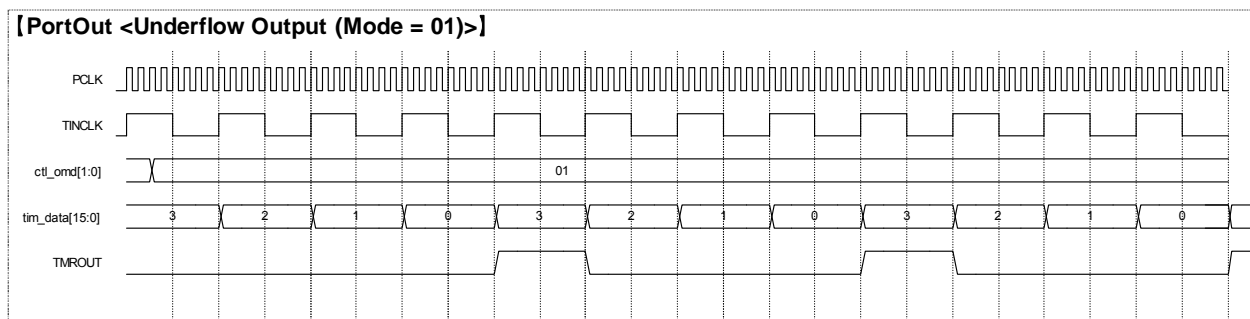 【PortOut <Underflow Output (Mode = 01)>】
PCLK
TINCLK
ctl_omd[1:0]
01
tim_data[15:0]
3 2 1 0 3 2 1 0 3 2 1 0
TMROUT